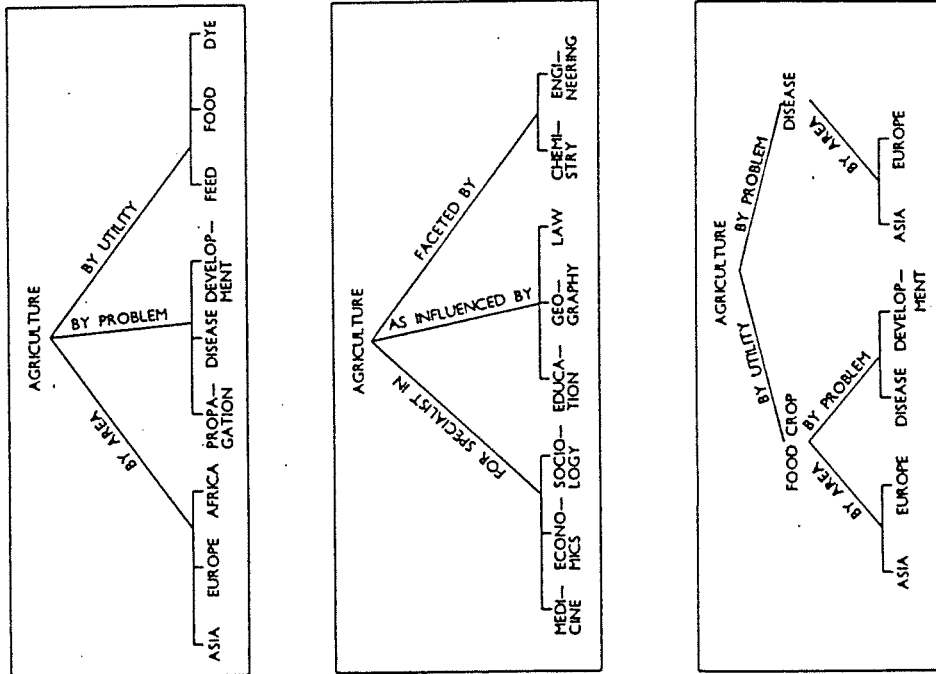 AGRICULTURE
BY AREA
BY PROBLEM
BY UTILITY
ASIA EUROPE AFRICA PROPA— DISEASE DEVELOP— FEED FOOD DYE
GATION MENT
AGRICULTURE
FOR SPECIALIST IN
AS INFLUENCED BY
FACETED BY
MEDI— ECONO— SOCIO— EDUCA— GEO— LAW CHEMI— ENGI—
CINE MICS LOGY TION GRAPHY STRY NEERING
AGRICULTURE
BY UTILITY
BY PROBLEM
FOOD CROP DISEASE
BY AREA
BY PROBLEM
BY AREA
ASIA EUROPE DISEASE DEVELOP— ASIA EUROPE
MENT